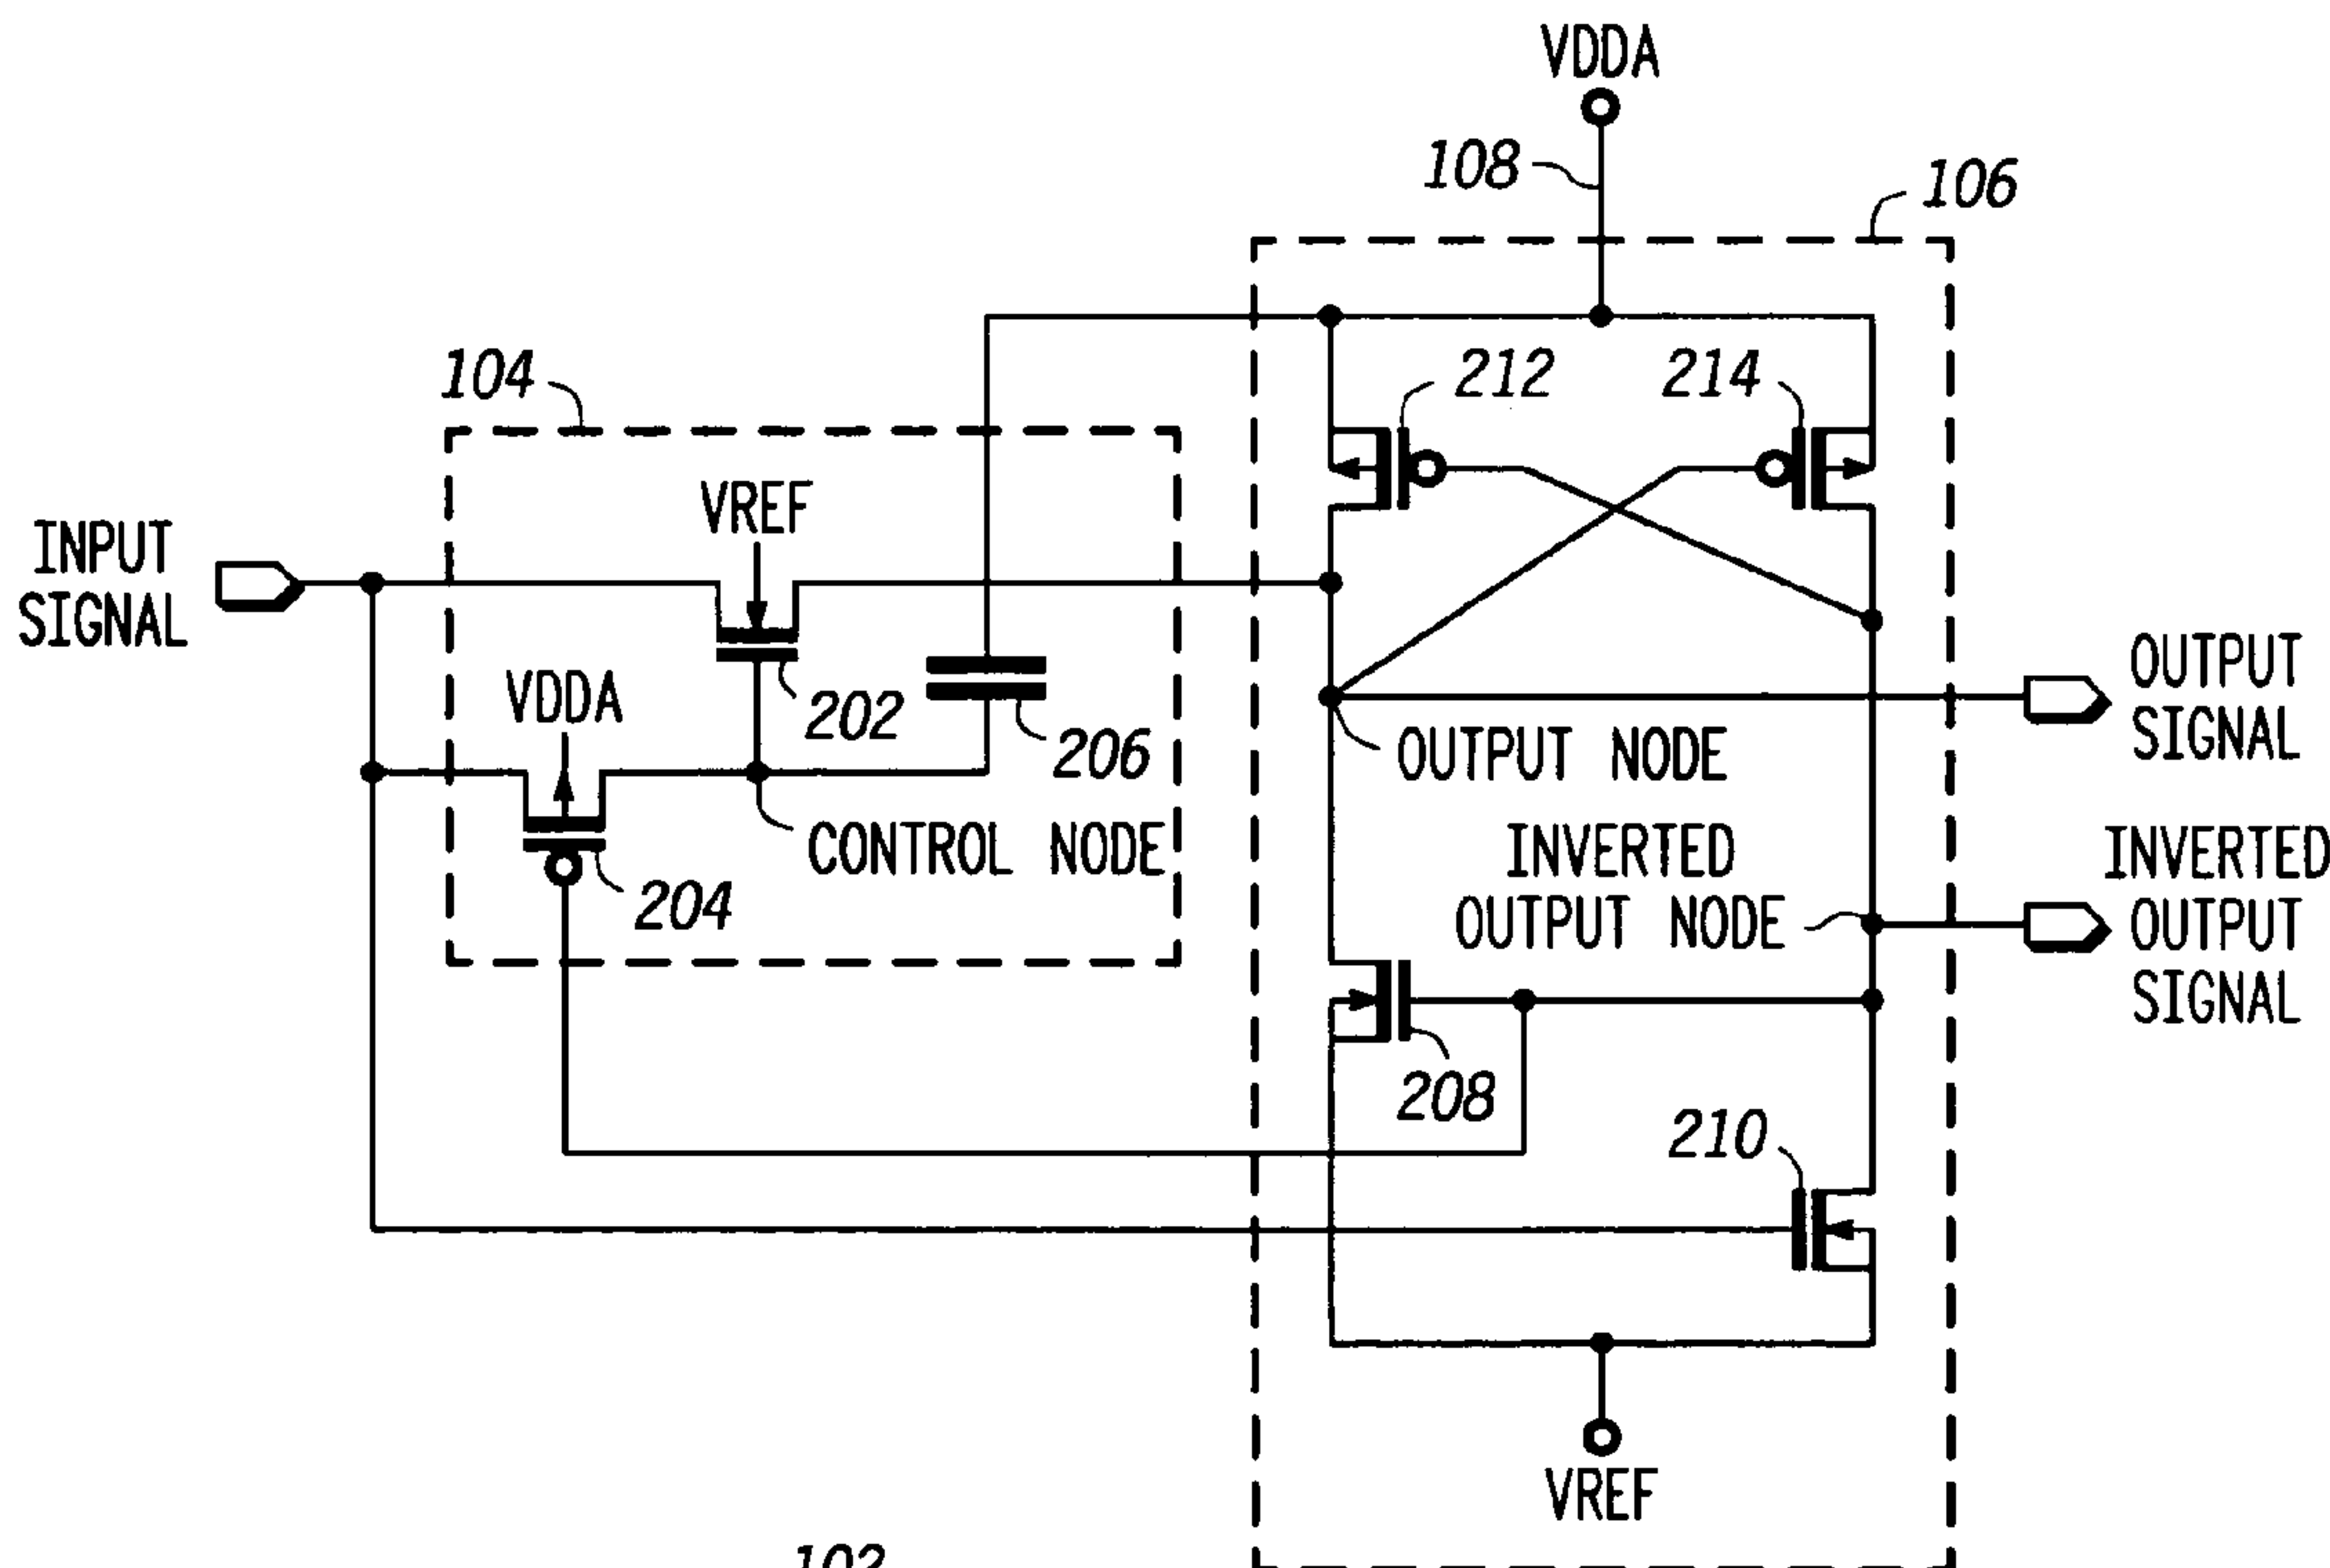 VDDA
108
106
104
212
214
VREF
INPUT
SIGNAL
VDDA
202
206
OUTPUT
SIGNAL
OUTPUT NODE
CONTROL NODE
204
INVERTED
OUTPUT NODE
INVERTED
OUTPUT
SIGNAL
208
210
VREF
102